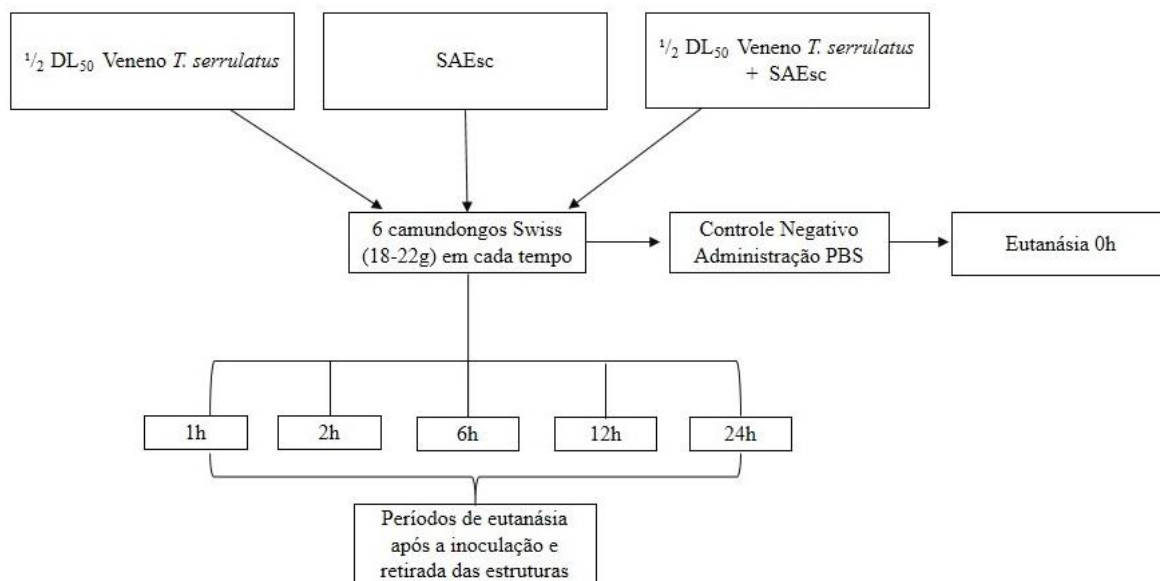 ¹/₂ DL₅₀ Veneno T. serrulatus
SAEsc
¹/₂ DL₅₀ Veneno T. serrulatus
+ SAEsc
6 camundongos Swiss
(18-22g) em cada tempo
Controle Negativo
Administração PBS
Eutanásia 0h
1h
2h
6h
12h
24h
Períodos de eutanásia
após a inoculação e
retirada das estruturas